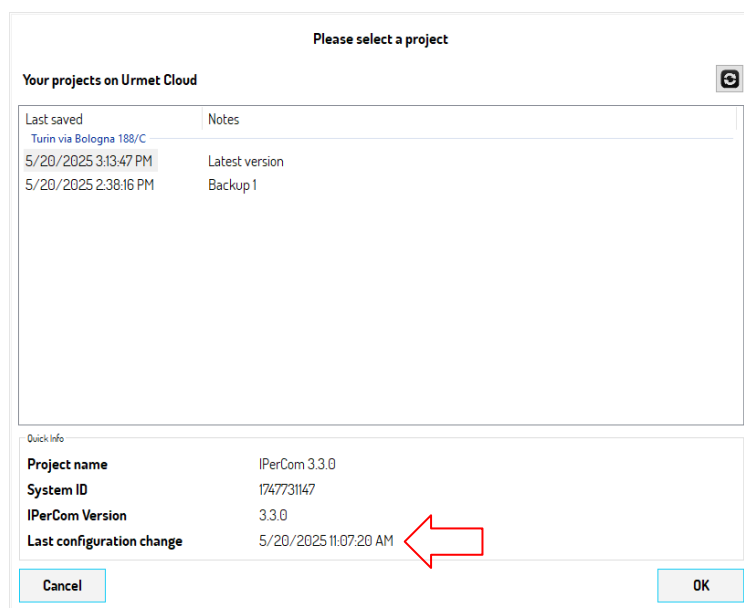 Please select a project
Your projects on Urmet Cloud
Last saved Notes
Turin via Bologna 188/C
5/20/2025 3:13:47 PM Latest version
5/20/2025 2:38:16 PM Backup 1
Quick Info
Project name IPerCom 3.3.0
System ID 1747731147
IPerCom Version 3.3.0
Last configuration change 5/20/2025 11:07:20 AM
Cancel OK